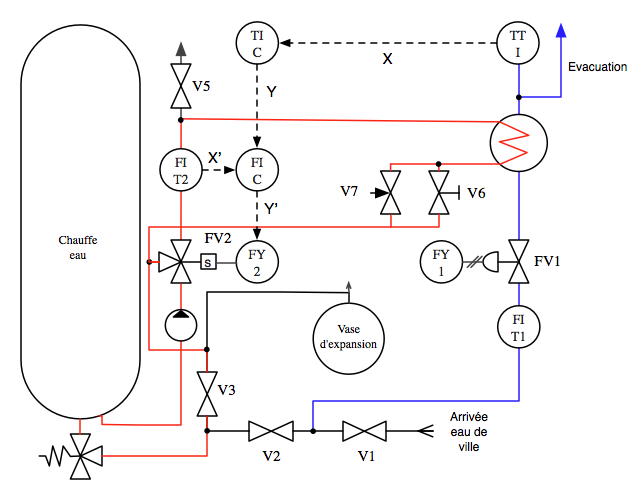 TI
C
TT
I
X
Evacuation
V5
Y
FI
T2
X'
FI
C
V7
V6
Y'
Chauffe
eau
FV2
S
FY
2
FY
1
FV1
Vase
d'expansion
FI
T1
V3
Arrivée
eau de
ville
V2
V1